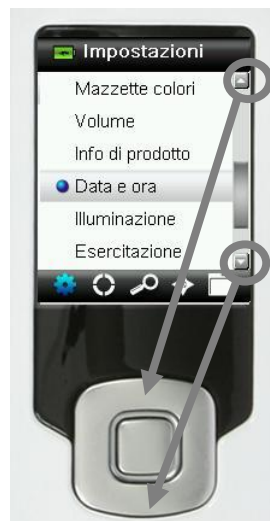 Impostazioni
Mazzette colori
Volume
Info di prodotto
Data e ora
Illuminazione
Esercitazione